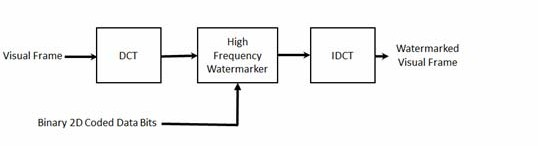 Visual Frame
DCT
High
Frequency
Watermarker
IDCT
Watermarked
Visual Frame
Binary 2D Coded Data Bits